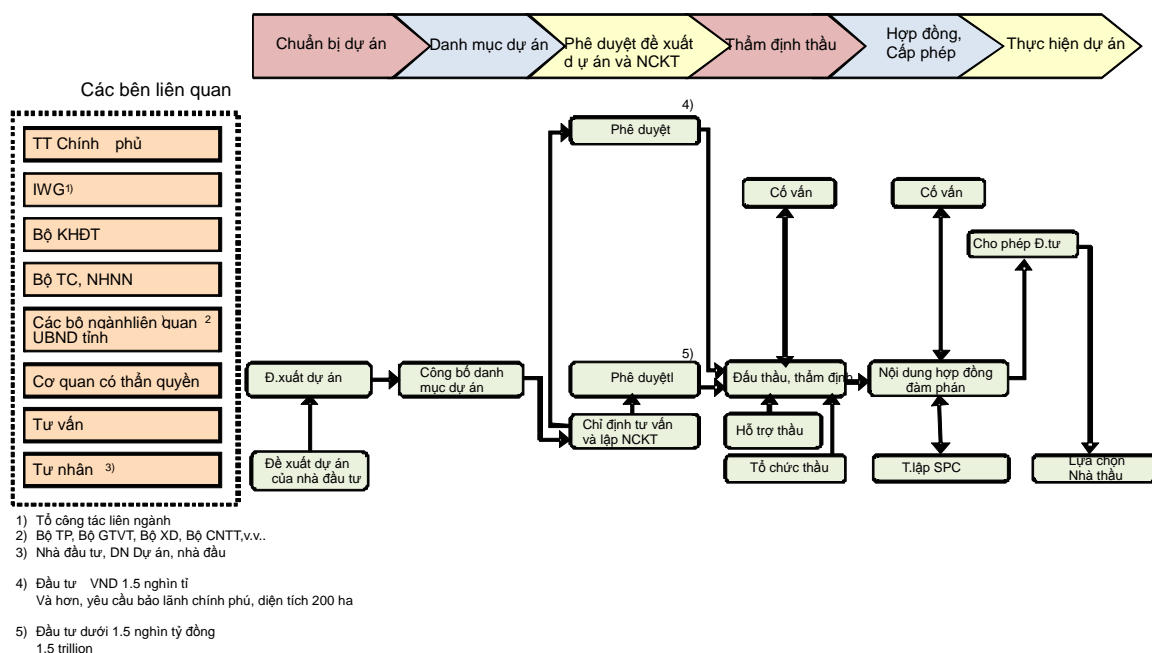 Chuẩn bị dự án
Danh mục dự án
Phê duyệt đề xuất
d ự án và NCKT
Thẩm định thầu
Hợp đồng,
Cấp phép
Thực hiện dự án
Các bên liên quan
TT Chính phủ
IWG1)
Bộ KHĐT
Bộ TC, NHNN
Các bộ ngànhliên quan 2
UBND tỉnh
Cơ quan có thẩn quyền
Tư vấn
Tư nhân 3)
4)
Phê duyệt
Cố vấn
Cố vấn
Cho phép Đ.tư
5)
Đ.xuất dự án
Công bố danh
mục dự án
Phê duyệtl
Đấu thầu, thẩm định
Nội dung hợp đồng
đàm phán
Chỉ định tư vấn
và lập NCKT
Hỗ trợ thầu
Đề xuất dự án
của nhà đầu tư
Tổ chức thầu
T.lập SPC
Lựa chọn
Nhà thầu
1) Tổ công tác liên ngành
2) Bộ TP, Bộ GTVT, Bộ XD, Bộ CNTT,v.v..
3) Nhà đầu tư, DN Dự án, nhà đầu
4) Đầu tư VND 1.5 nghìn tỉ
Và hơn, yêu cầu bảo lãnh chính phủ, diện tích 200 ha
5) Đầu tư dưới 1.5 nghìn tỷ đồng
1.5 trillion